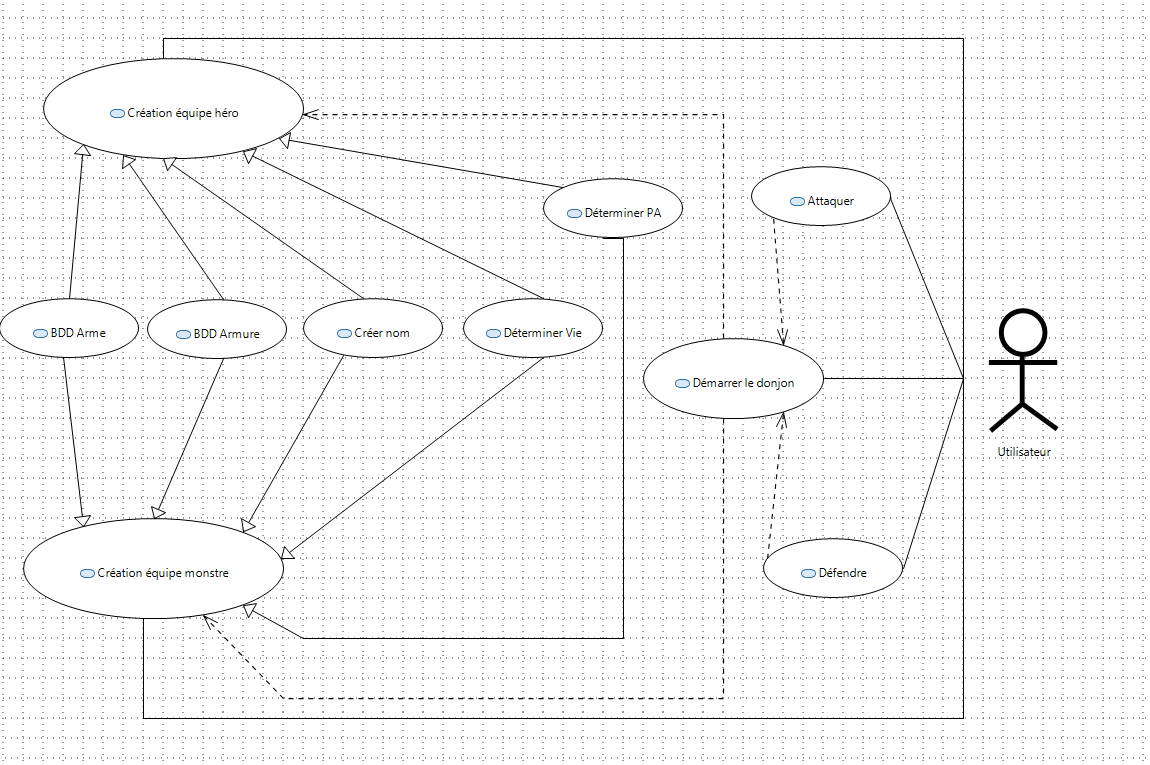 Création équipe héro
Attaquer
Déterminer PA
BDD Arme
BDD Armure
Créer nom
Déterminer Vie
Démarrer le donjon
Utilisateur
Création équipe monstre
Défendre